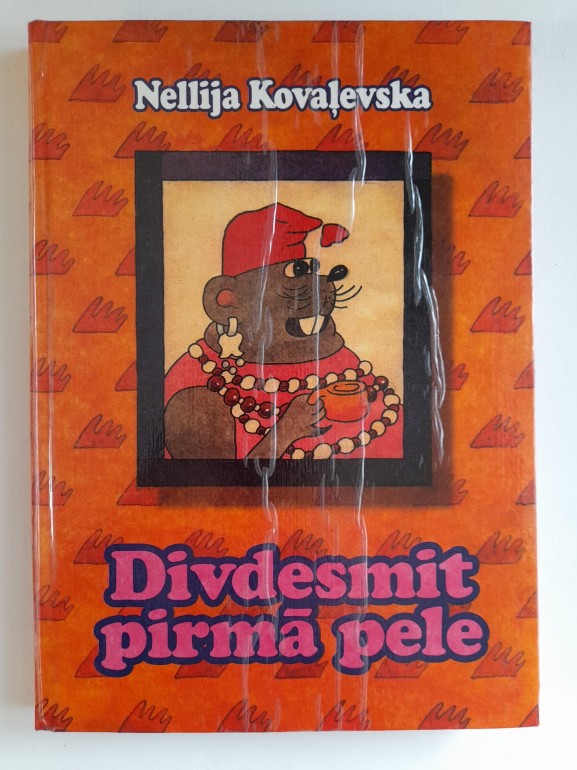 Nellija Kovaļevska
Divdesmit
pirmā pele